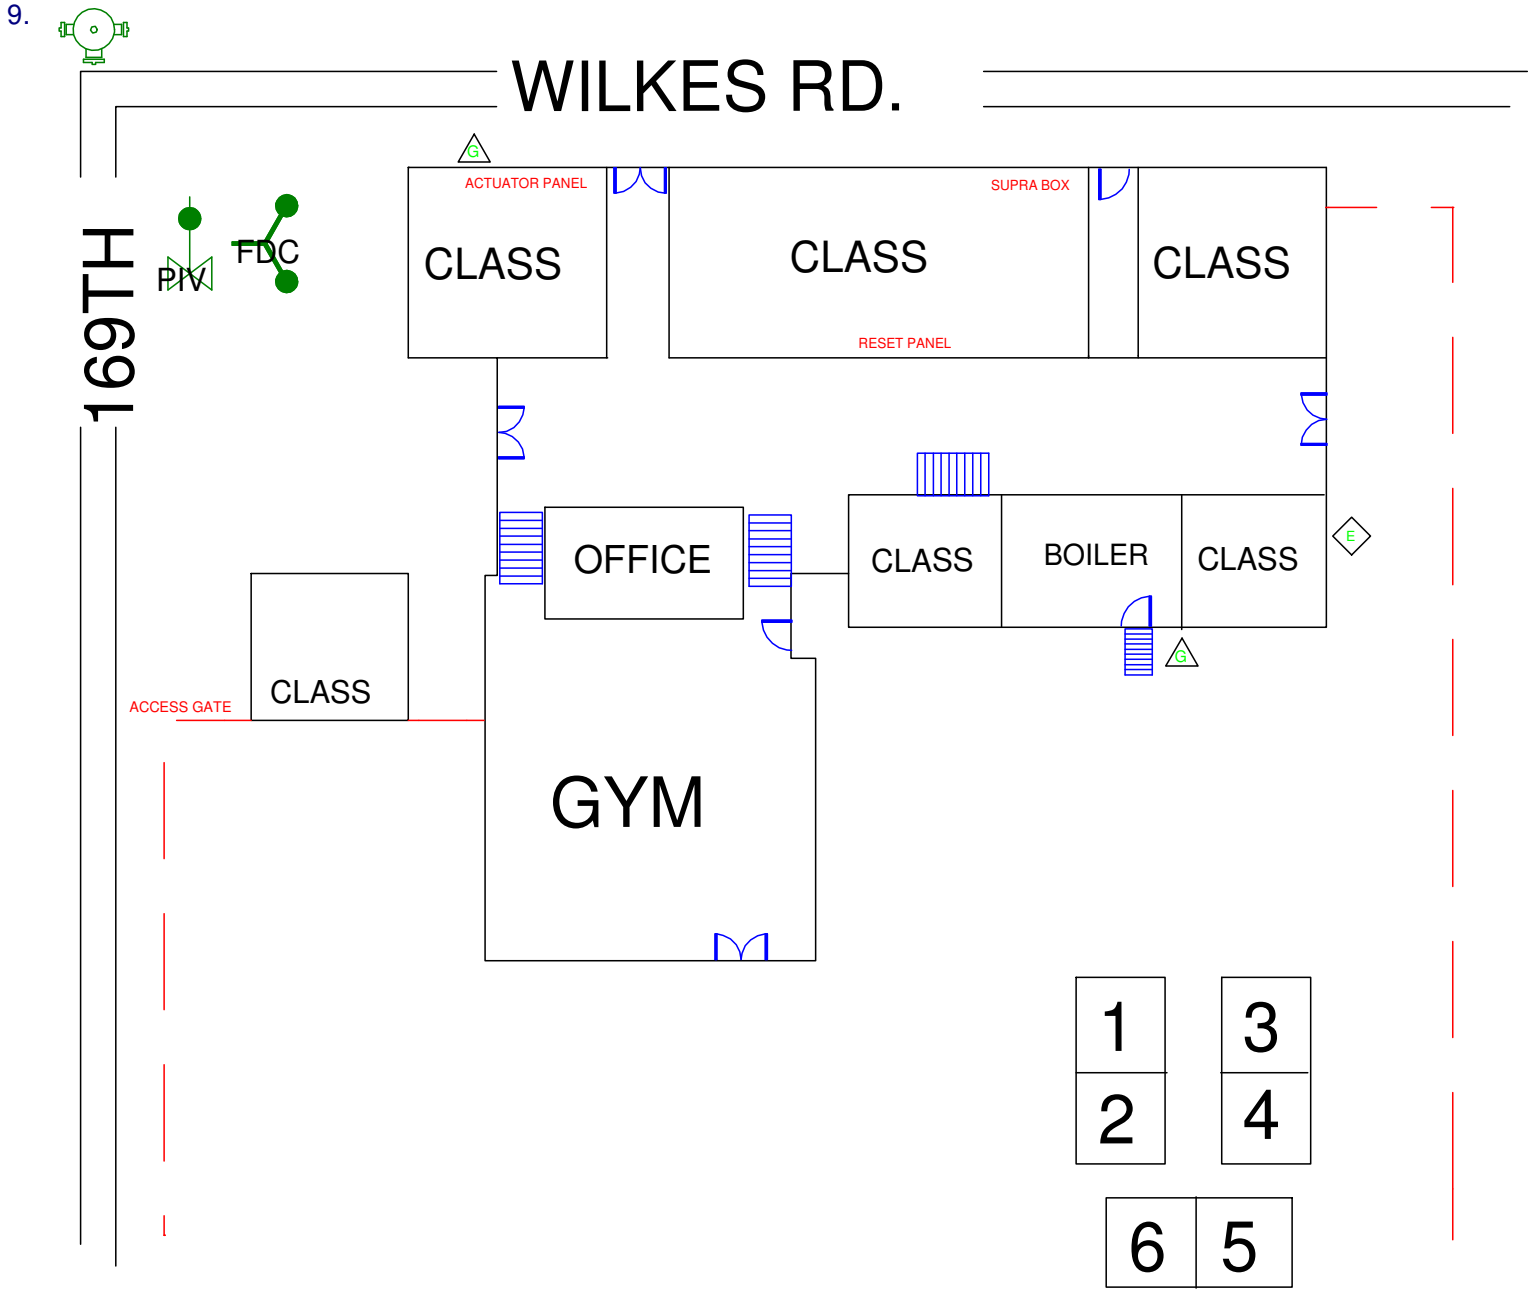 9.
WILKES RD.
G
ACTUATOR PANEL
SUPRA BOX
169TH
FDC
PIV
CLASS
CLASS
CLASS
RESET PANEL
OFFICE
CLASS
BOILER
CLASS
E
G
CLASS
ACCESS GATE
GYM
1
3
2
4
6
5